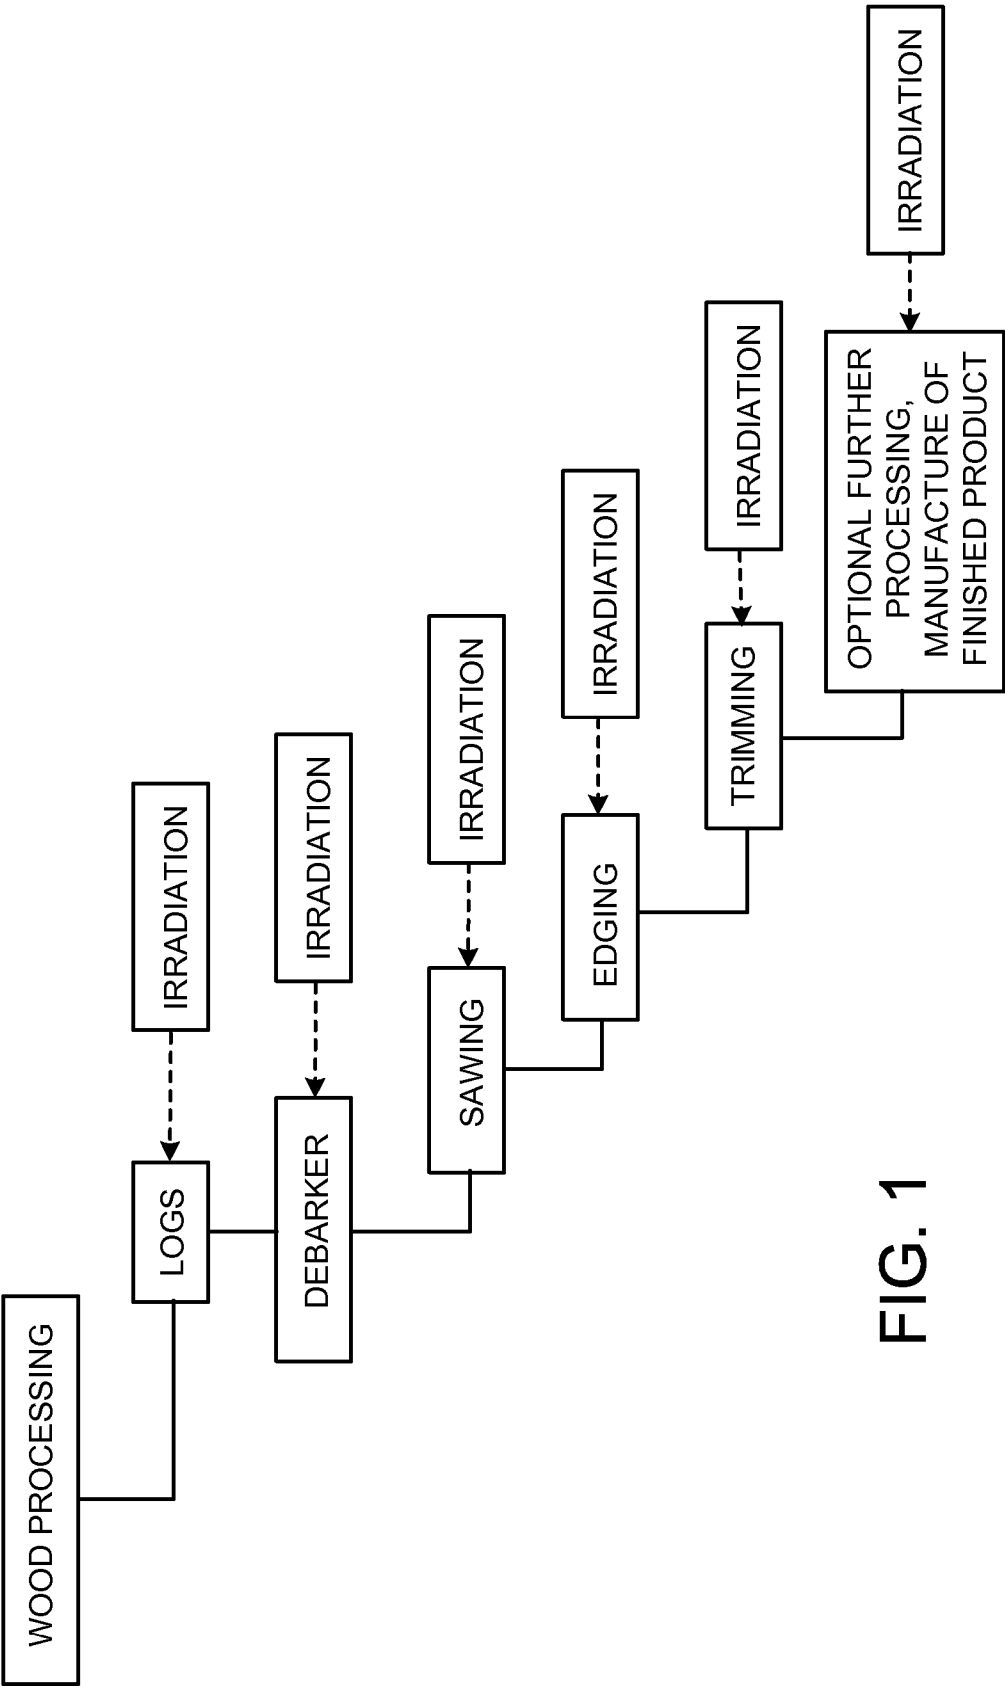 WOOD PROCESSING
LOGS
IRRADIATION
DEBARKER
IRRADIATION
SAWING
IRRADIATION
EDGING
IRRADIATION
TRIMMING
IRRADIATION
OPTIONAL FURTHER
PROCESSING,
MANUFACTURE OF
FINISHED PRODUCT
IRRADIATION
FIG. 1